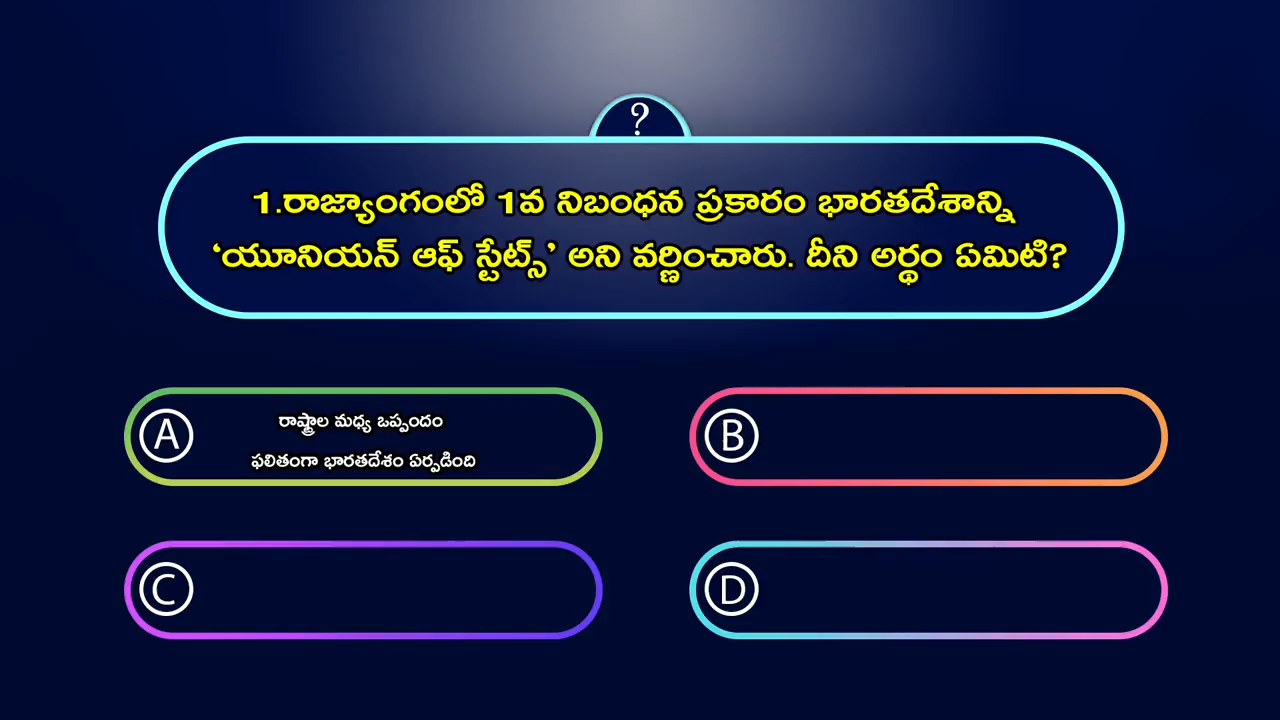 ?
1.రాజ్యాంగంలో 1వ నిబంధన ప్రకారం భారతదేశాన్ని
‘యూనియన్ ఆఫ్ స్టేట్స్’ అని వర్ణించారు. దీని అర్థం ఏమిటి?
A
రాష్ట్రాల మధ్య ఒప్పందం
ఫలితంగా భారతదేశం ఏర్పడింది
B
C
D